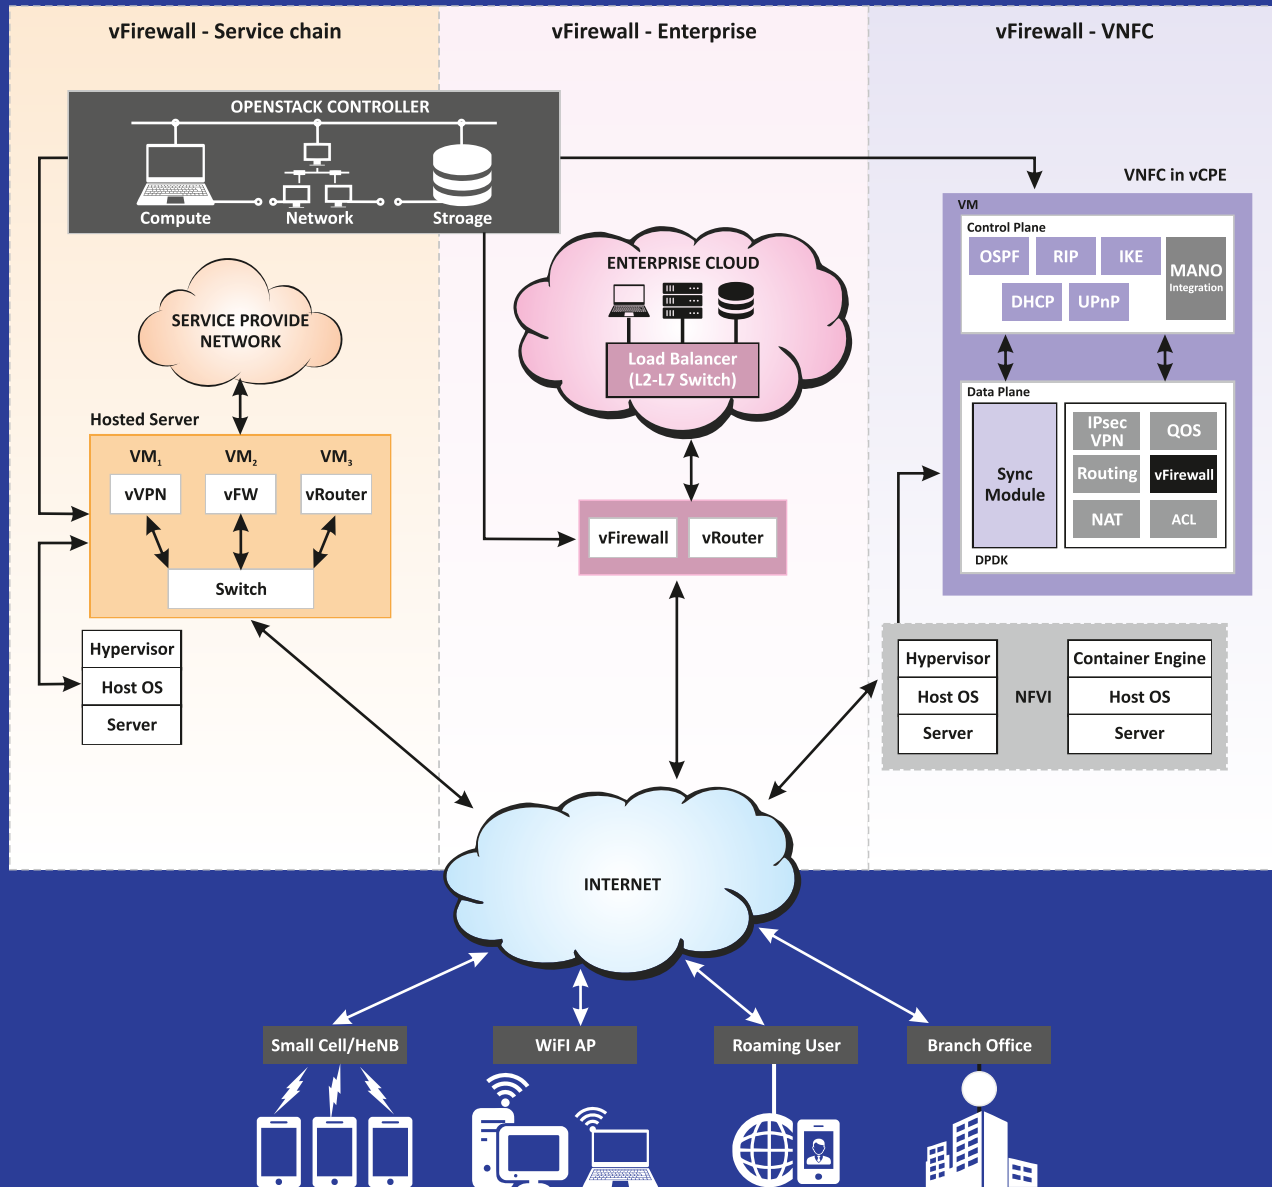 vFirewall - Service chain
vFirewall - Enterprise
vFirewall - VNFC
OPENSTACK CONTROLLER
Compute
Network
Stroage
SERVICE PROVIDE
NETWORK
Hosted Server
VM1
VM2
VM3
vVPN
vFW
vRouter
Switch
Hypervisor
Host OS
Server
ENTERPRISE CLOUD
Load Balancer
(L2-L7 Switch)
vFirewall
vRouter
VNFC in vCPE
VM
Control Plane
OSPF
RIP
IKE
MANO
Integration
DHCP
UPnP
Data Plane
Sync
Module
IPsec
VPN
QOS
Routing
vFirewall
NAT
ACL
DPDK
Hypervisor
Host OS
Server
NFVI
Container Engine
Host OS
Server
INTERNET
Small Cell/HeNB
WiFI AP
Roaming User
Branch Office